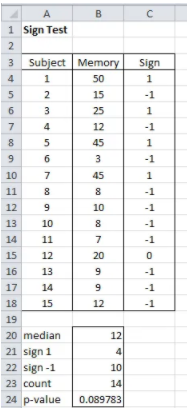 A B C
1 Sign Test
2
3 Subject Memory Sign
4 1 50 1
5 2 15 -1
6 3 25 1
7 4 12 -1
8 5 45 1
9 6 3 -1
10 7 45 1
11 8 8 -1
12 9 10 -1
13 10 8 -1
14 11 7 -1
15 12 20 0
16 13 9 -1
17 14 9 -1
18 15 12 -1
19
20 median 12
21 sign 1 4
22 sign -1 10
23 count 14
24 p-value 0.089783